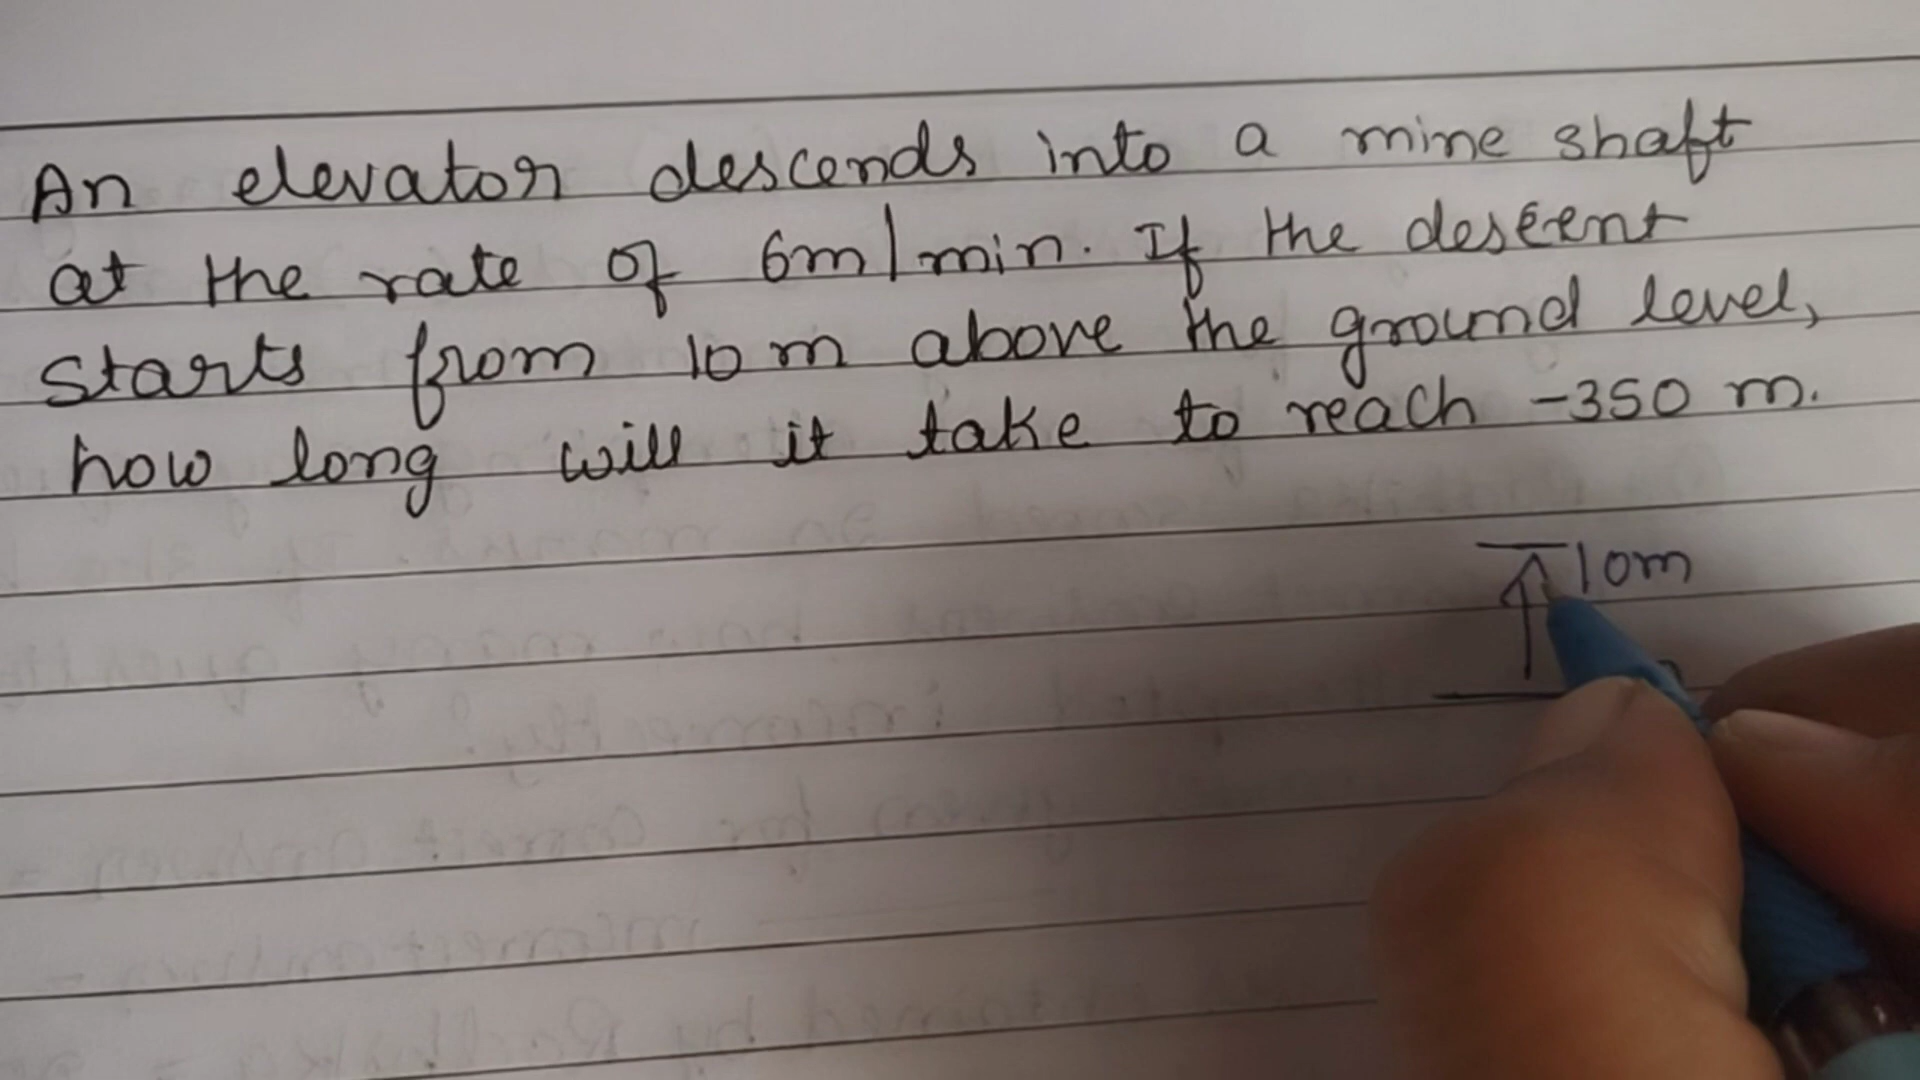 An elevator descends into a mine shaft
at the rate of 6m/min. If the descent
starts from 10 m above the ground level,
how long will it take to reach -350 m.
10m